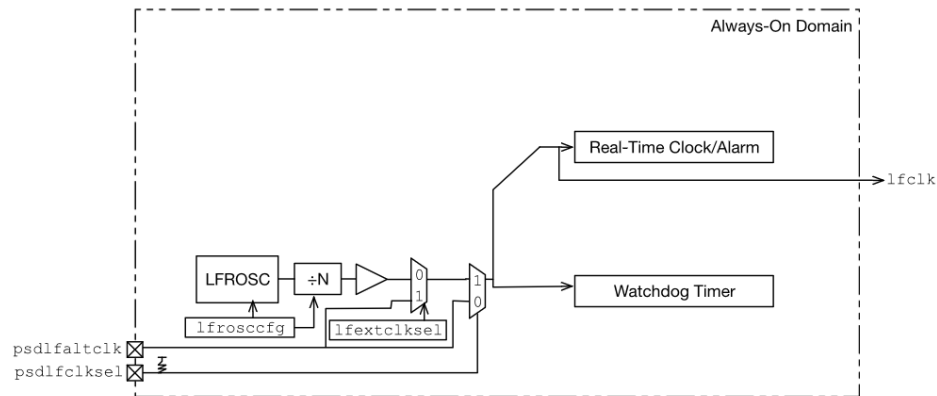 Always-On Domain
Real-Time Clock/Alarm
lfclk
LFROSC
÷N
0
1
1
0
Watchdog Timer
lfrosccfg
lfextclksel
psdlfaltclk
psdlfclksel